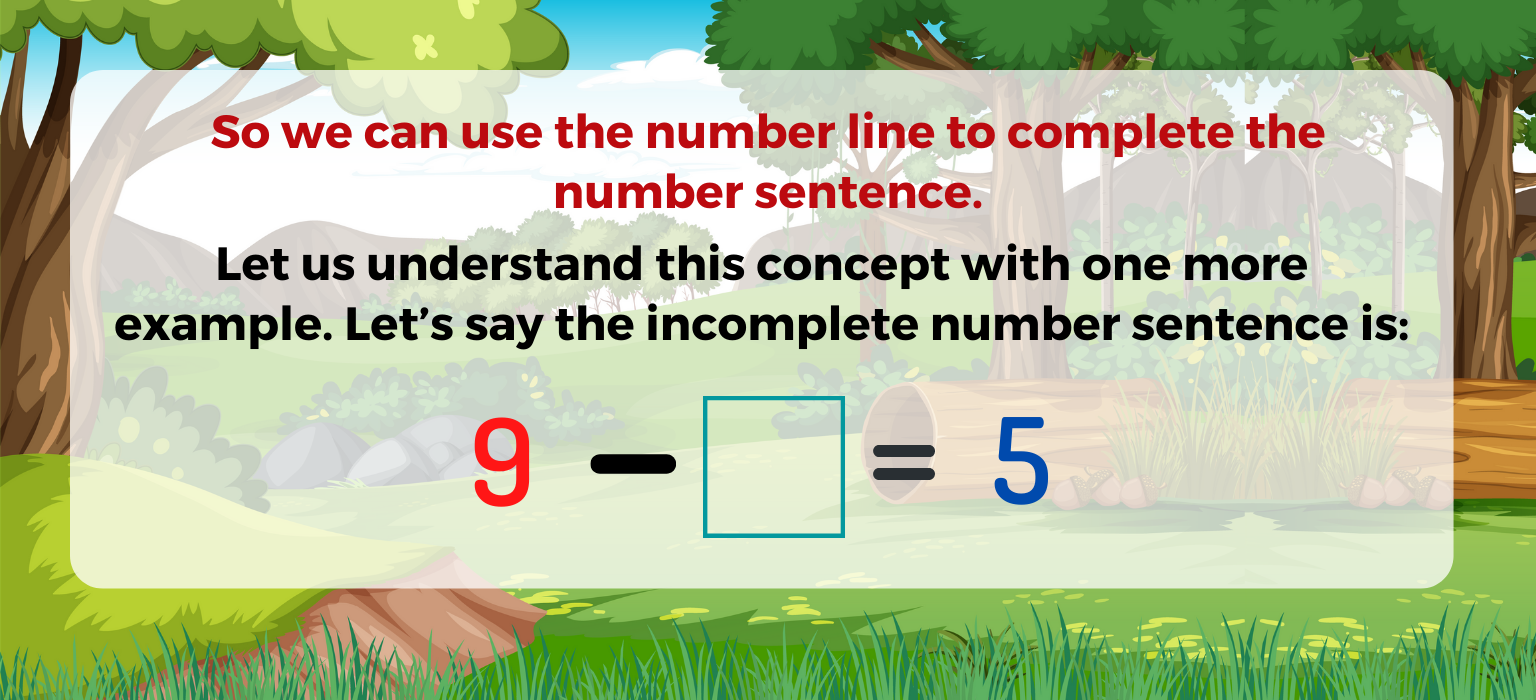 So we can use the number line to complete the
number sentence.
Let us understand this concept with one more
example. Let’s say the incomplete number sentence is:
9 − □ = 5